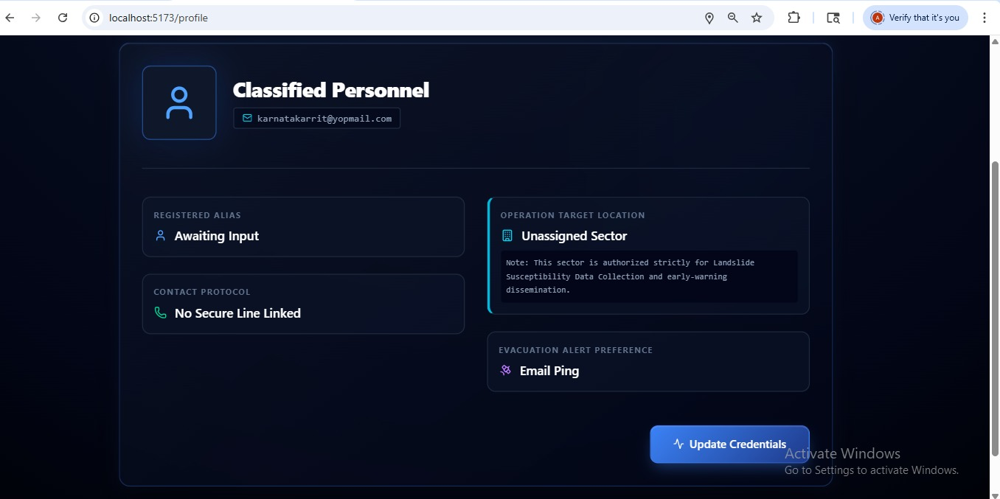 localhost:5173/profile
Verify that it's you
Classified Personnel
karnatakarrit@yopmail.com
REGISTERED ALIAS
Awaiting Input
CONTACT PROTOCOL
No Secure Line Linked
OPERATION TARGET LOCATION
Unassigned Sector
Note: This sector is authorized strictly for Landslide
Susceptibility Data Collection and early-warning
dissemination.
EVACUATION ALERT PREFERENCE
Email Ping
Update Credentials
Activate Windows
Go to Settings to activate Windows.